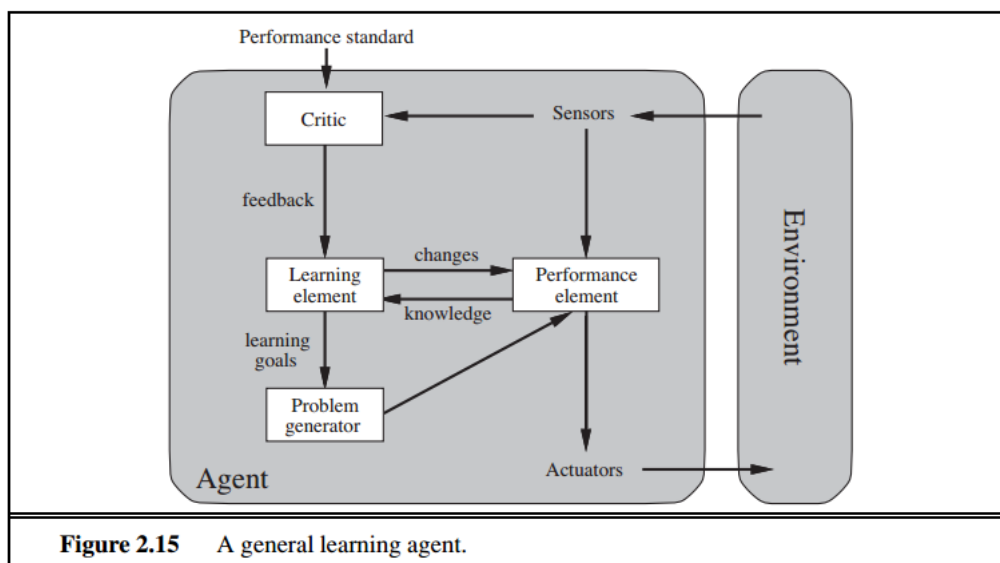 Performance standard
Critic
Sensors
feedback
changes
Learning
element
Performance
element
knowledge
learning
goals
Problem
generator
Agent
Actuators
Environment
Figure 2.15 A general learning agent.